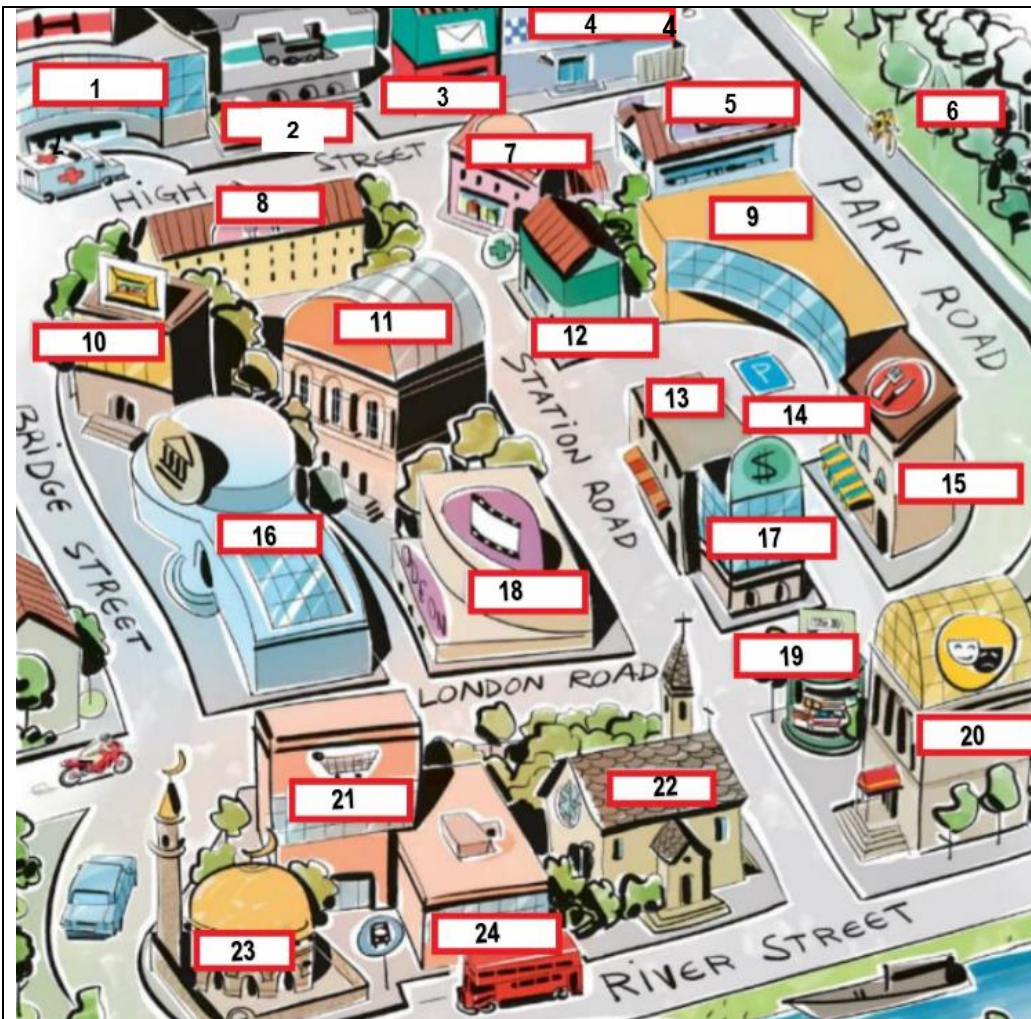 H
4
4
1
3
5
6
2
7
HIGH STREET
8
9
PARK ROAD
10
11
12
STATION ROAD
P
13
14
BRIDGE STREET
$
15
16
17
ODEON
18
19
LONDON ROAD
20
21
22
23
24
RIVER STREET